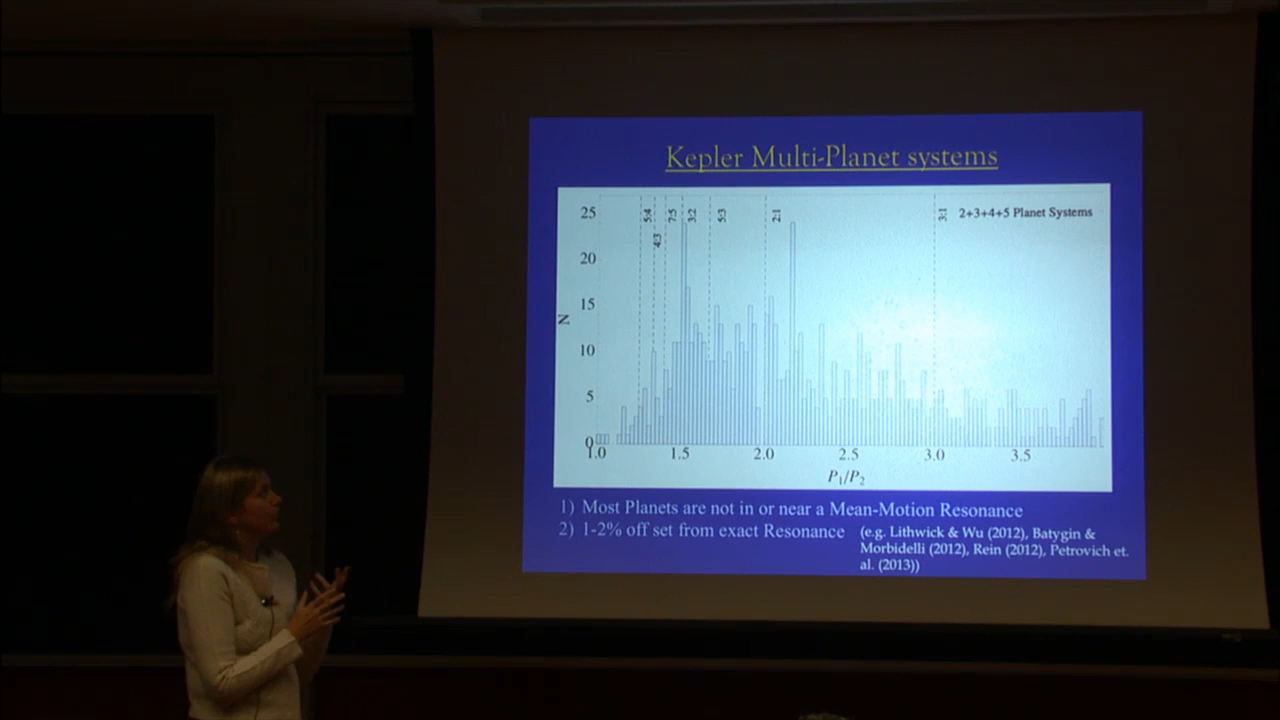 Kepler Multi-Planet systems
25
20
15
10
5
0
N
5:4
4:3
7:5
3:2
5:3
2:1
3:1
2+3+4+5 Planet Systems
1.0
1.5
2.0
2.5
3.0
3.5
P1/P2
1) Most Planets are not in or near a Mean-Motion Resonance
2) 1-2% off set from exact Resonance
(e.g. Lithwick & Wu (2012), Batygin &
Morbidelli (2012), Rein (2012), Petrovich et.
al. (2013))